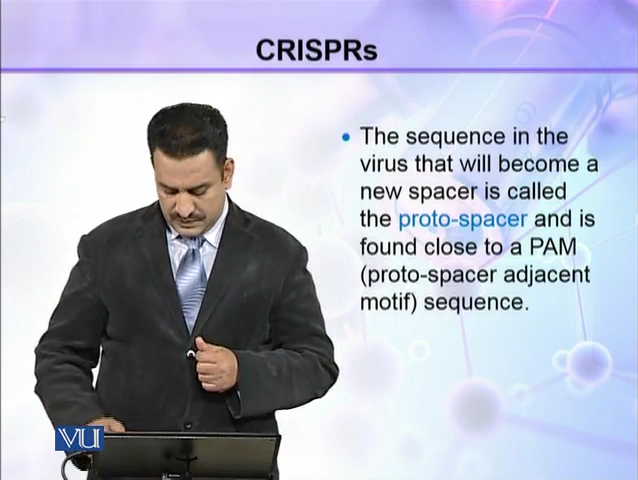 CRISPRs
• The sequence in the
virus that will become a
new spacer is called
the proto-spacer and is
found close to a PAM
(proto-spacer adjacent
motif) sequence.
VU